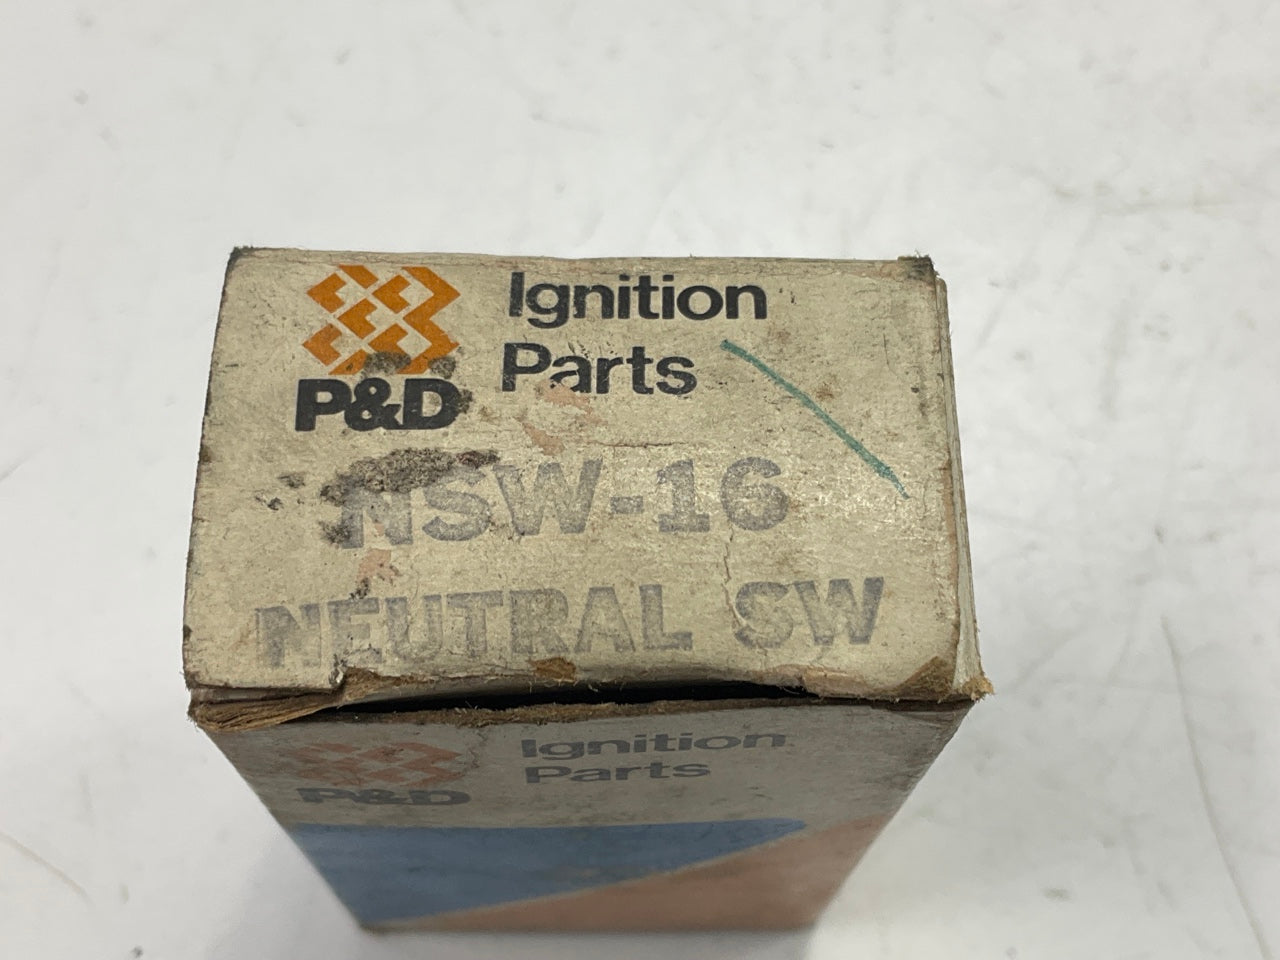 Ignition
Parts
P&D
NSW-16
NEUTRAL SW
Ignition
Parts
P&D